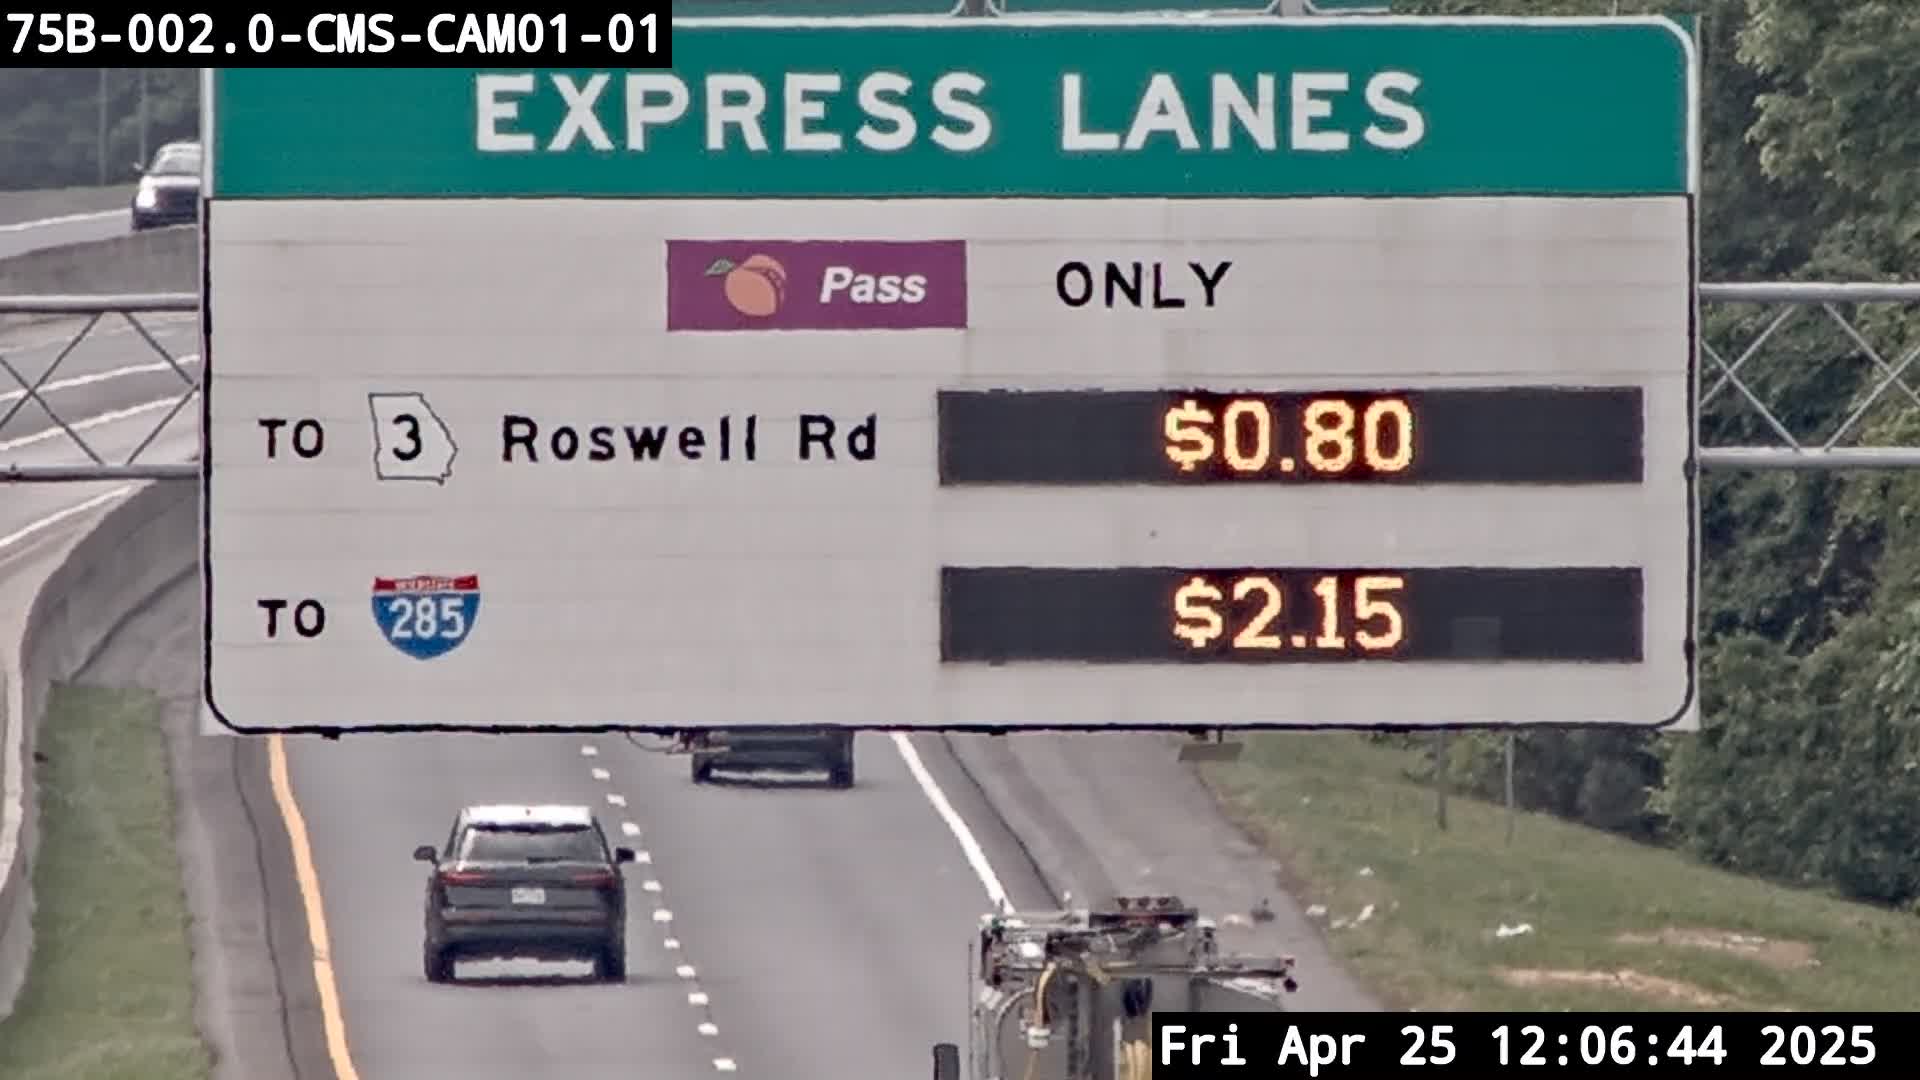 75B-002.0-CMS-CAM01-01
EXPRESS LANES
Pass ONLY
TO 3 Roswell Rd $0.80
TO INTERSTATE 285 $2.15
Fri Apr 25 12:06:44 2025